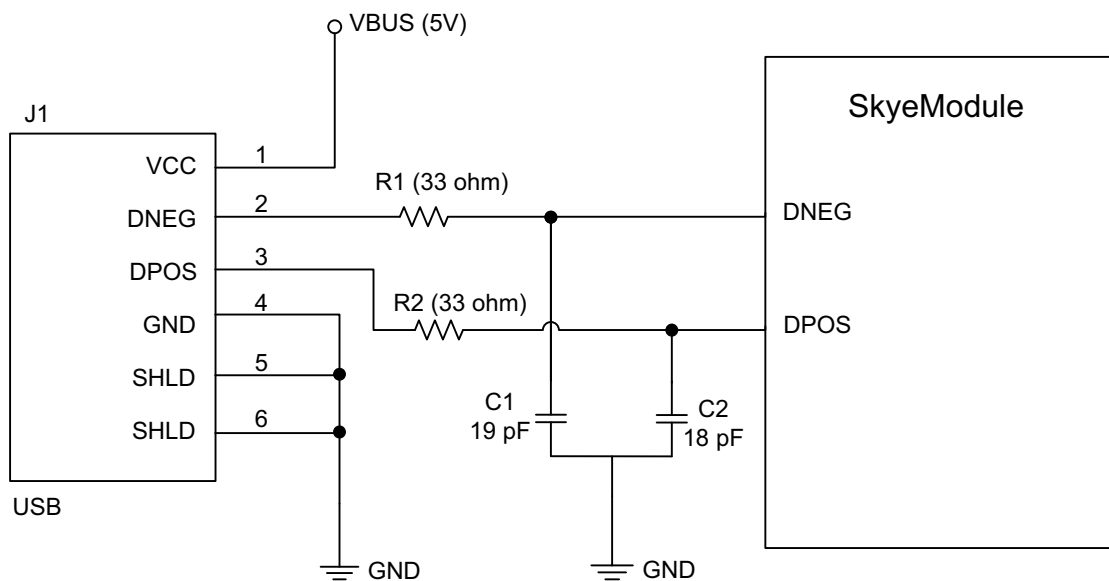 VBUS (5V)
J1
SkyeModule
VCC
1
R1 (33 ohm)
DNEG
2
DNEG
DPOS
3
R2 (33 ohm)
DPOS
GND
4
SHLD
5
SHLD
6
C1
19 pF
C2
18 pF
USB
GND
GND